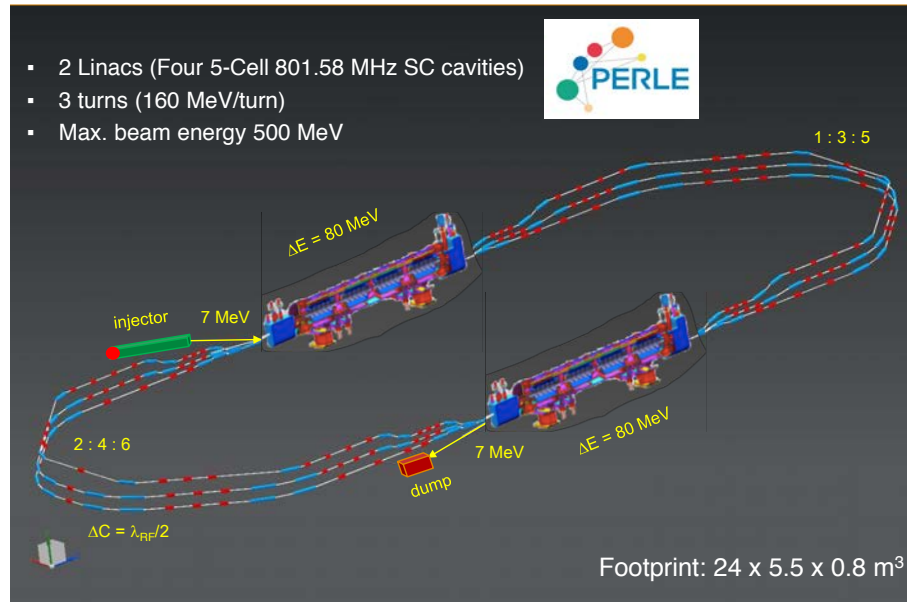 ▪ 2 Linacs (Four 5-Cell 801.58 MHz SC cavities)
▪ 3 turns (160 MeV/turn)
▪ Max. beam energy 500 MeV
PERLE
1 : 3 : 5
ΔE = 80 MeV
injector
7 MeV
2 : 4 : 6
7 MeV
ΔE = 80 MeV
dump
ΔC = λRF/2
Footprint: 24 x 5.5 x 0.8 m³